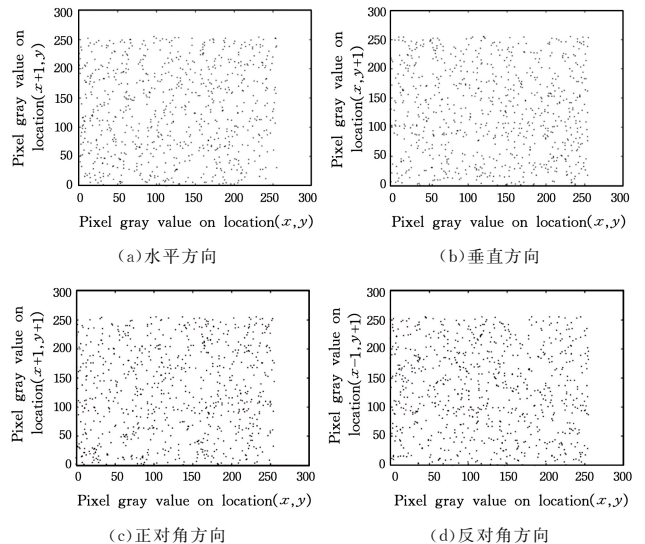 300
250
200
150
100
50
0
Pixel gray value on
location(x+1,y)
0 50 100 150 200 250 300
Pixel gray value on location(x,y)
(a)水平方向
300
250
200
150
100
50
0
Pixel gray value on
location(x,y+1)
0 50 100 150 200 250 300
Pixel gray value on location(x,y)
(b)垂直方向
300
250
200
150
100
50
0
Pixel gray value on
location(x+1,y+1)
0 50 100 150 200 250 300
Pixel gray value on location(x,y)
(c)正对角方向
300
250
200
150
100
50
0
Pixel gray value on
location(x-1,y+1)
0 50 100 150 200 250 300
Pixel gray value on location(x,y)
(d)反对角方向